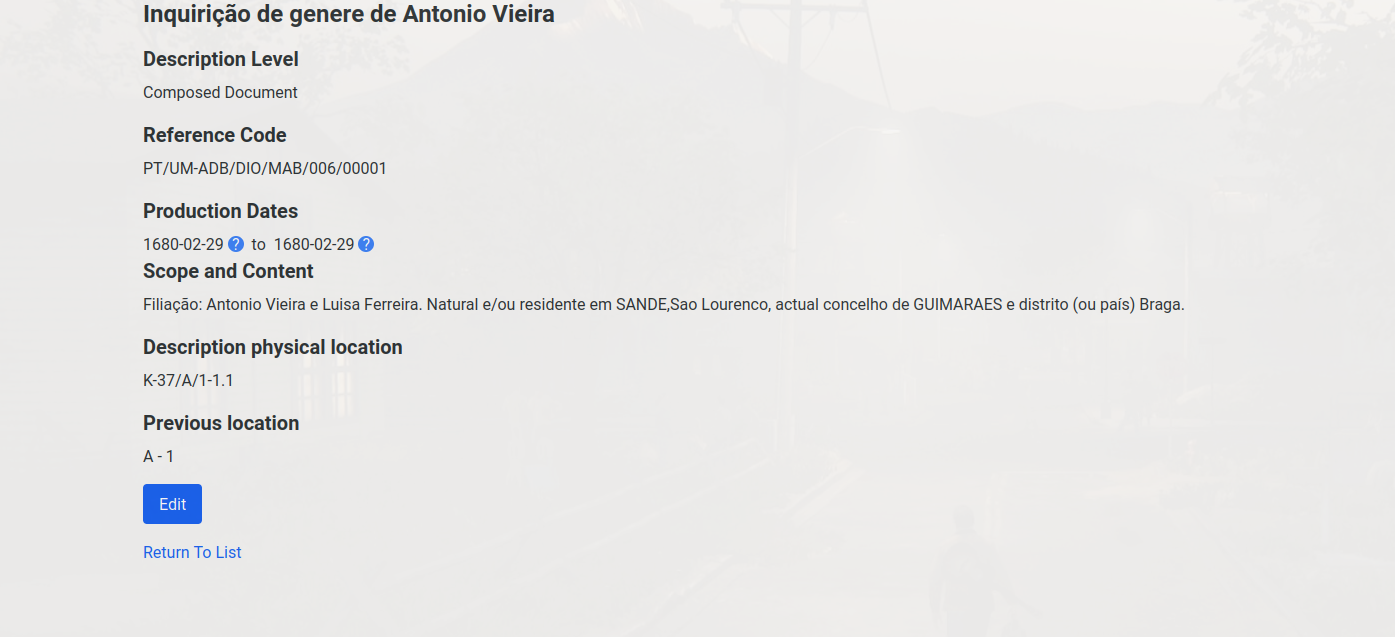 Inquirição de genere de Antonio Vieira
Description Level
Composed Document
Reference Code
PT/UM-ADB/DIO/MAB/006/00001
Production Dates
1680-02-29 ? to 1680-02-29 ?
Scope and Content
Filiação: Antonio Vieira e Luisa Ferreira. Natural e/ou residente em SANDE,Sao Lourenco, actual concelho de GUIMARAES e distrito (ou país) Braga.
Description physical location
K-37/A/1-1.1
Previous location
A - 1
Edit
Return To List